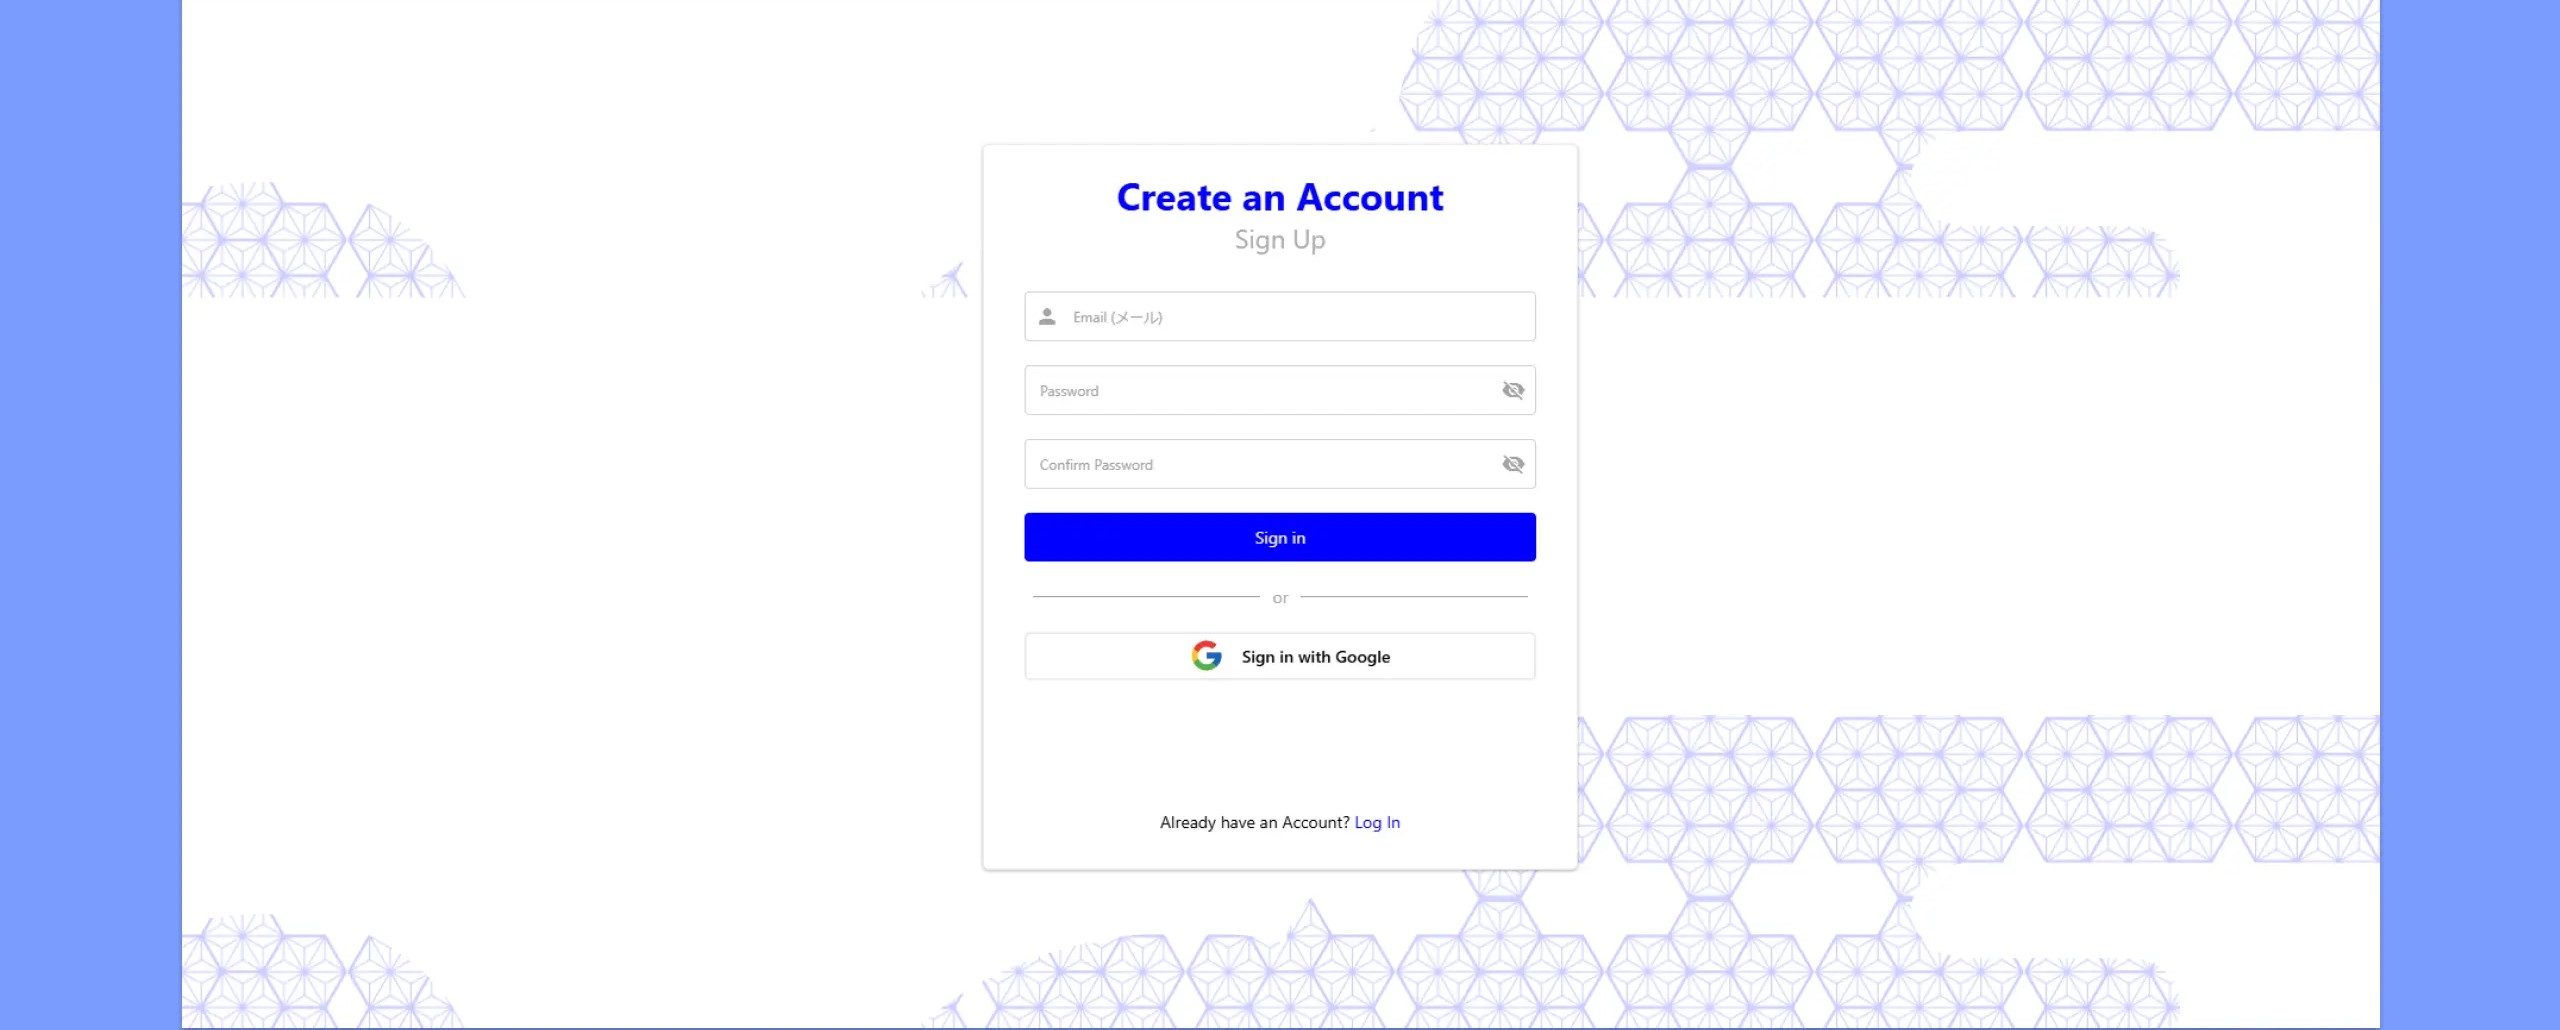 Create an Account
Sign Up
Email (メール)
Password
Confirm Password
Sign in
or
Sign in with Google
Already have an Account? Log In